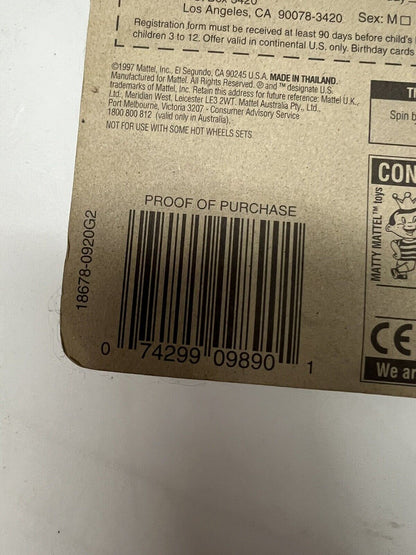 Los Angeles, CA 90078-3420 Sex: M
Registration form must be received at least 90 days before child's
children 3 to 12. Offer valid in continental U.S. only. Birthday cards
©1997 Mattel, Inc., El Segundo, CA 90245 U.S.A. MADE IN THAILAND.
Manufactured for Mattel. All Rights Reserved. ® and ™ designate U.S.
trademarks of Mattel, Inc. Retain this address for future reference: Mattel U.K.,
Ltd., Meridian West, Leicester LE3 2WT. Mattel Australia Pty., Ltd.,
Port Melbourne, Victoria 3207 - Consumer Advisory Service
1800 800 812 (valid only in Australia).
NOT FOR USE WITH SOME HOT WHEELS SETS.
Spin
CON
MATTY MATTEL™ toys
PROOF OF PURCHASE
18678-0920G2
0 74299 09890 1
CE
We ar